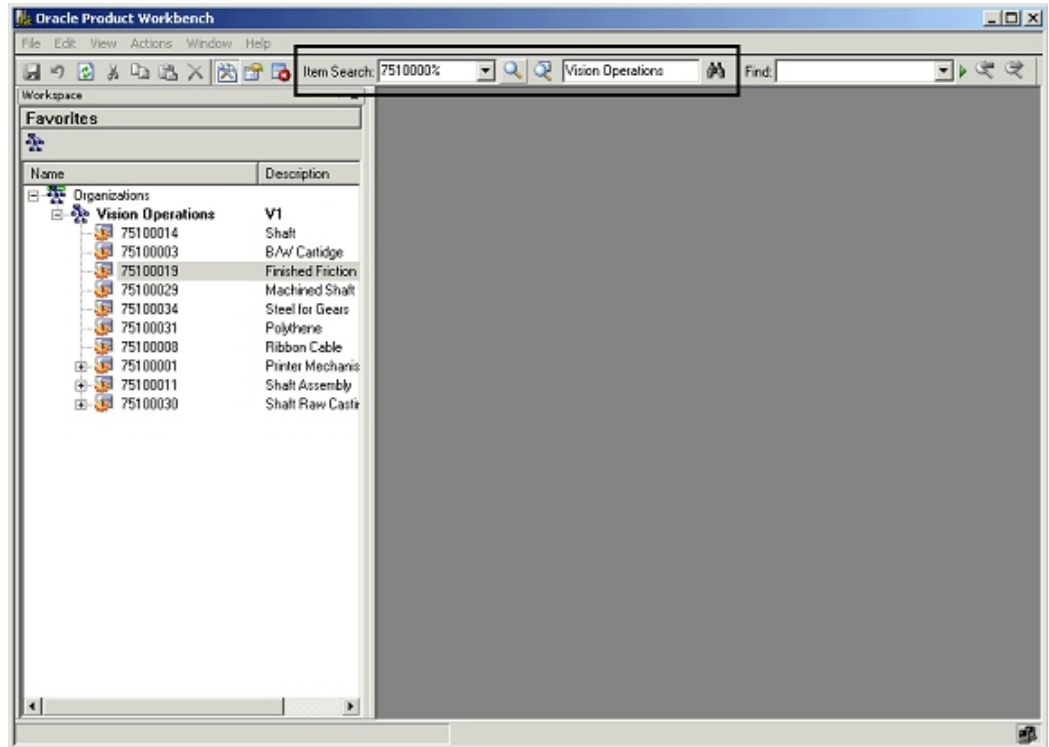 Oracle Product Workbench
File Edit View Actions Window Help
Item Search: 7510000% Vision Operations Find:
Workspace
Favorites
Name Description
Organizations
Vision Operations V1
75100014 Shaft
75100003 B/W Cartidge
75100019 Finished Friction
75100029 Machined Shaft
75100034 Steel for Gears
75100031 Polythene
75100008 Ribbon Cable
75100001 Printer Mechanis
75100011 Shaft Assembly
75100030 Shaft Raw Castir